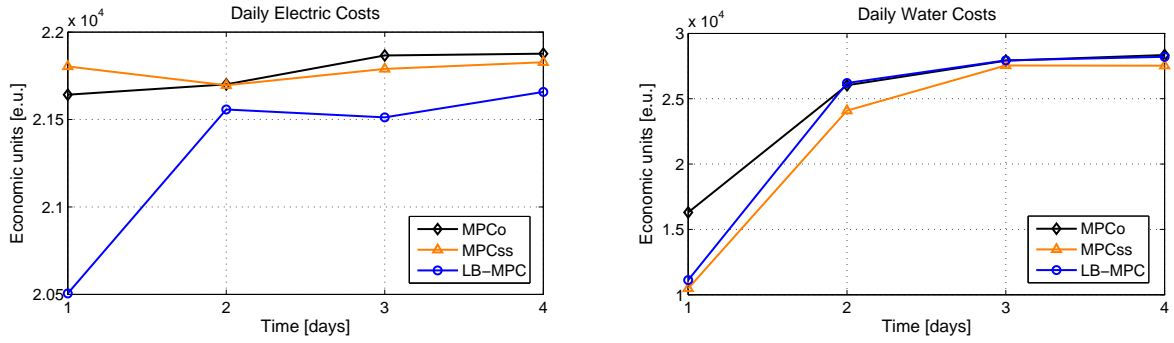 Daily Electric Costs
x 10^4
2.2
2.15
2.1
2.05
1
2
3
4
Economic units [e.u.]
Time [days]
MPCo
MPCss
LB-MPC
Daily Water Costs
x 10^4
3
2.5
2
1.5
1
1
2
3
4
Economic units [e.u.]
Time [days]
MPCo
MPCss
LB-MPC